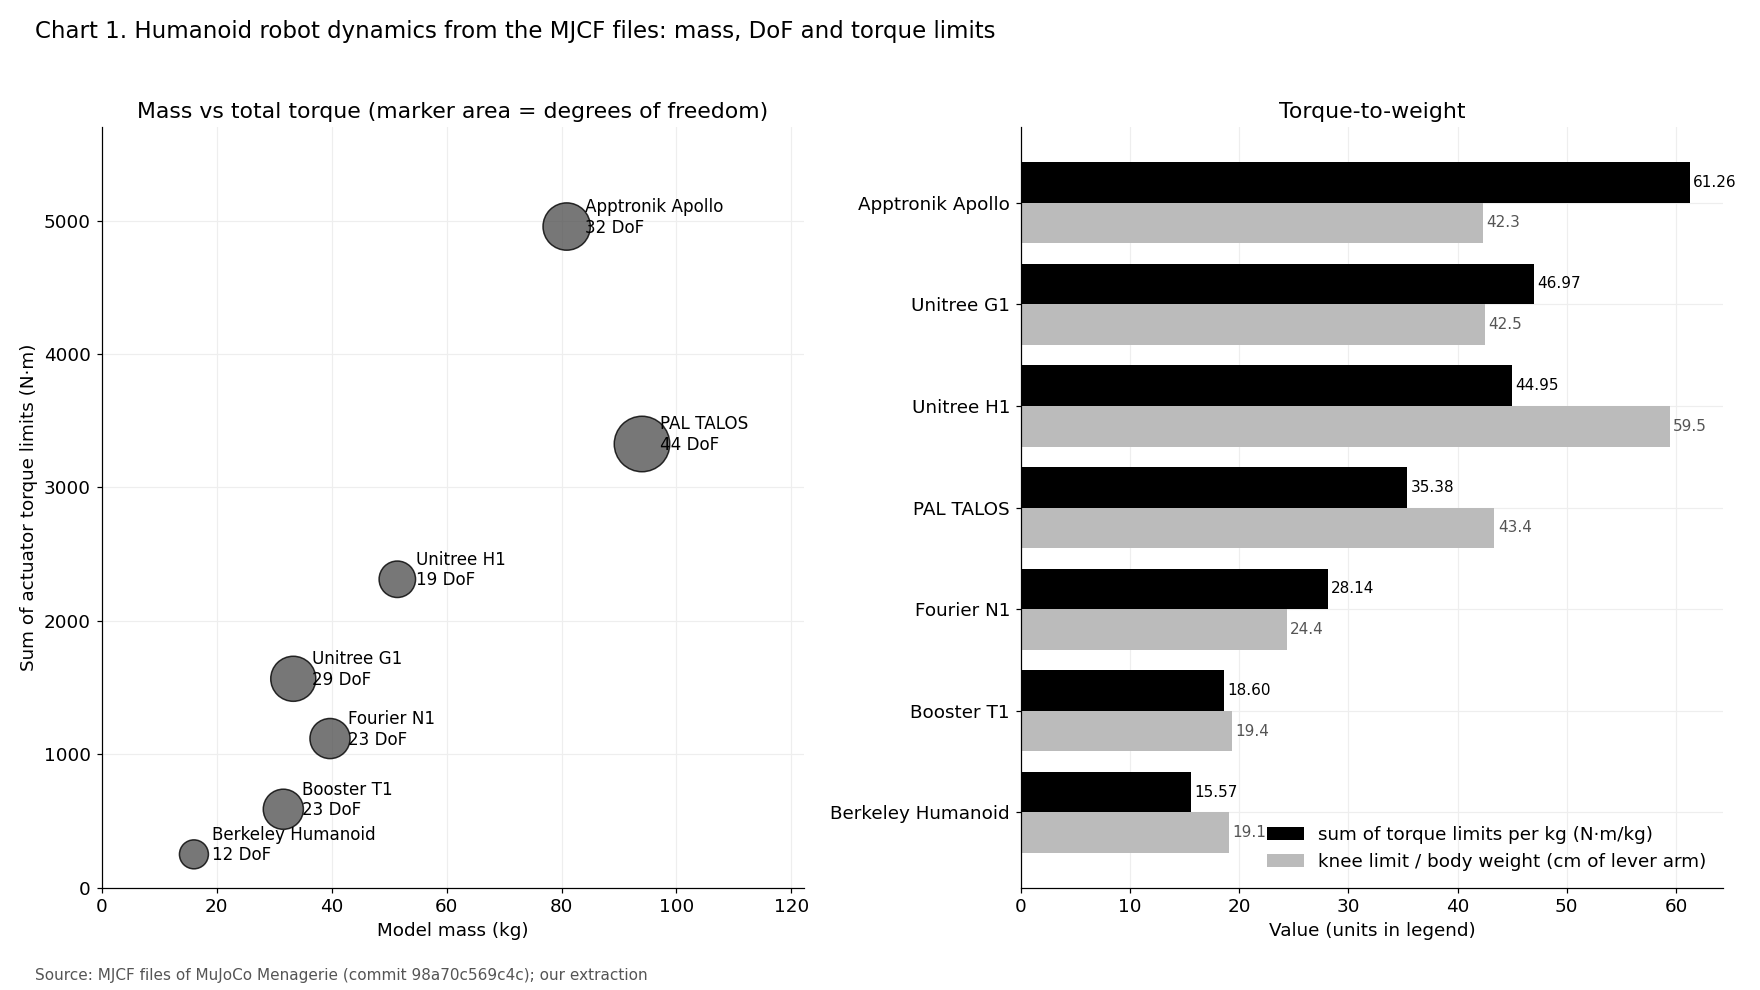 Chart 1. Humanoid robot dynamics from the MJCF files: mass, DoF and torque limits
Mass vs total torque (marker area = degrees of freedom)
Sum of actuator torque limits (N·m)
5000
4000
3000
2000
1000
0
Apptronik Apollo
32 DoF
PAL TALOS
44 DoF
Unitree H1
19 DoF
Unitree G1
29 DoF
Fourier N1
23 DoF
Booster T1
23 DoF
Berkeley Humanoid
12 DoF
0 20 40 60 80 100 120
Model mass (kg)
Torque-to-weight
Apptronik Apollo
61.26
42.3
Unitree G1
46.97
42.5
Unitree H1
44.95
59.5
PAL TALOS
35.38
43.4
Fourier N1
28.14
24.4
Booster T1
18.60
19.4
Berkeley Humanoid
15.57
19.1
sum of torque limits per kg (N·m/kg)
knee limit / body weight (cm of lever arm)
0 10 20 30 40 50 60
Value (units in legend)
Source: MJCF files of MuJoCo Menagerie (commit 98a70c569c4c); our extraction